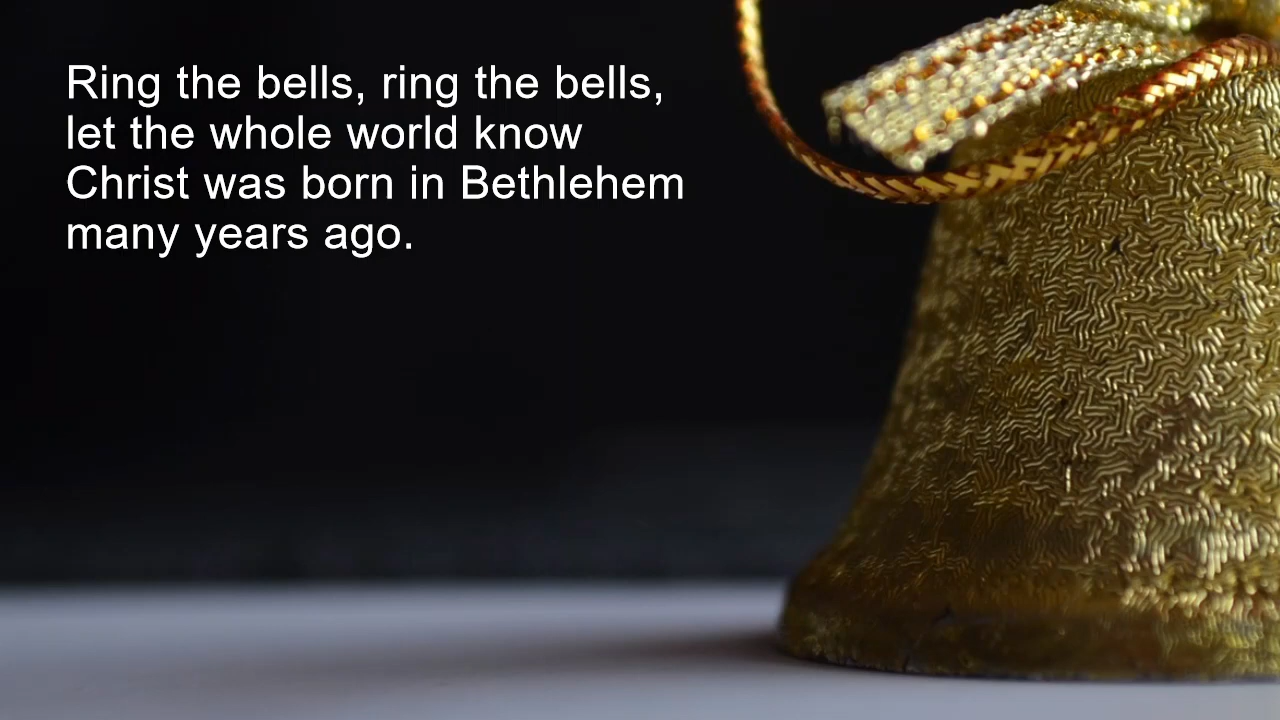 Ring the bells, ring the bells,
let the whole world know
Christ was born in Bethlehem
many years ago.